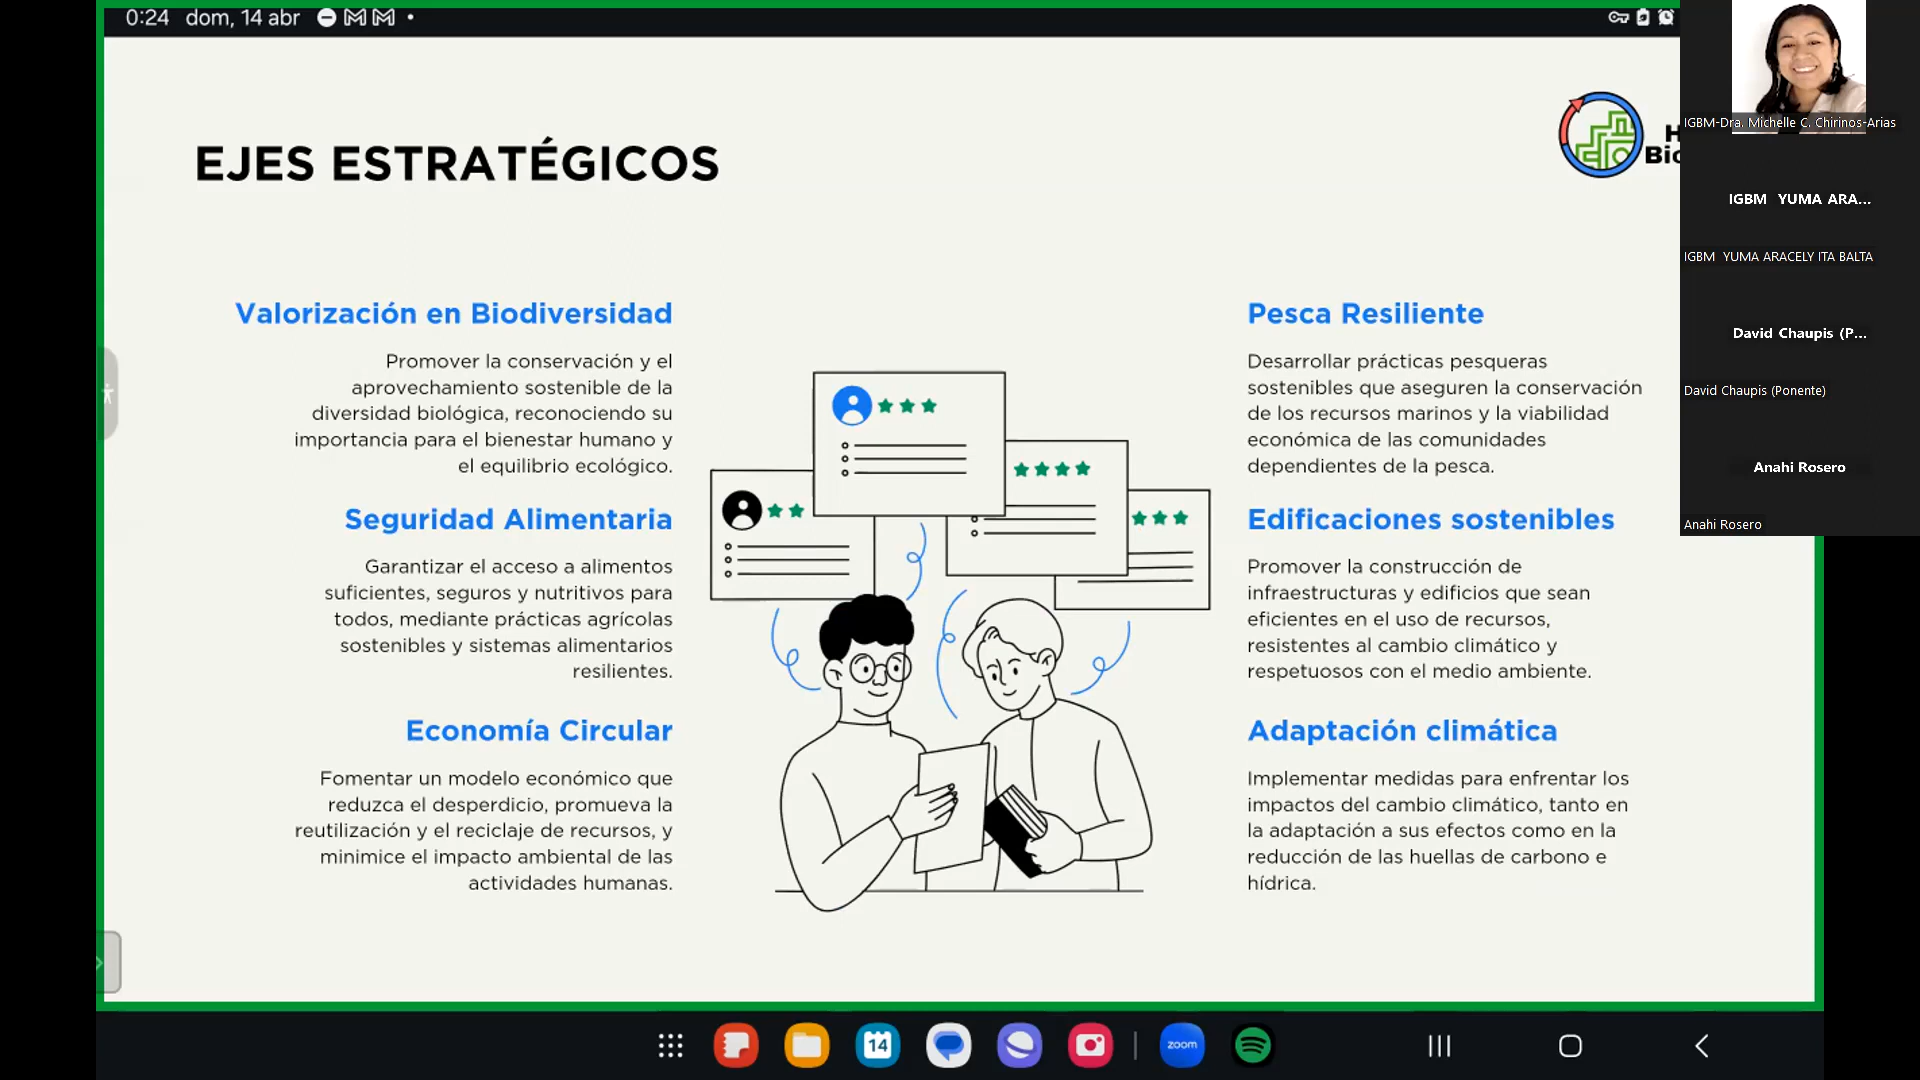 0:24 dom, 14 abr
EJES ESTRATÉGICOS
H
Bio
Valorización en Biodiversidad
Promover la conservación y el
aprovechamiento sostenible de la
diversidad biológica, reconociendo su
importancia para el bienestar humano y
el equilibrio ecológico.
Seguridad Alimentaria
Garantizar el acceso a alimentos
suficientes, seguros y nutritivos para
todos, mediante prácticas agrícolas
sostenibles y sistemas alimentarios
resilientes.
Economía Circular
Fomentar un modelo económico que
reduzca el desperdicio, promueva la
reutilización y el reciclaje de recursos, y
minimice el impacto ambiental de las
actividades humanas.
Pesca Resiliente
Desarrollar prácticas pesqueras
sostenibles que aseguren la conservación
de los recursos marinos y la viabilidad
económica de las comunidades
dependientes de la pesca.
Edificaciones sostenibles
Promover la construcción de
infraestructuras y edificios que sean
eficientes en el uso de recursos,
resistentes al cambio climático y
respetuosos con el medio ambiente.
Adaptación climática
Implementar medidas para enfrentar los
impactos del cambio climático, tanto en
la adaptación a sus efectos como en la
reducción de las huellas de carbono e
hídrica.
IGBM-Dra. Michelle C. Chirinos-Arias
IGBM YUMA ARA...
IGBM YUMA ARACELY ITA BALTA
David Chaupis (P...
David Chaupis (Ponente)
Anahi Rosero
Anahi Rosero
14
zoom